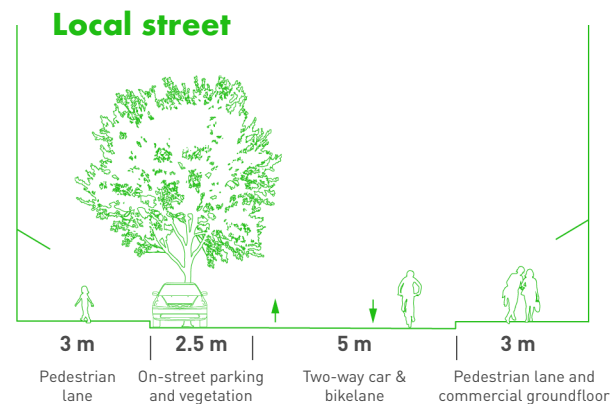 Local street
3 m
2.5 m
5 m
3 m
Pedestrian
lane
On-street parking
and vegetation
Two-way car &
bikelane
Pedestrian lane and
commercial groundfloor